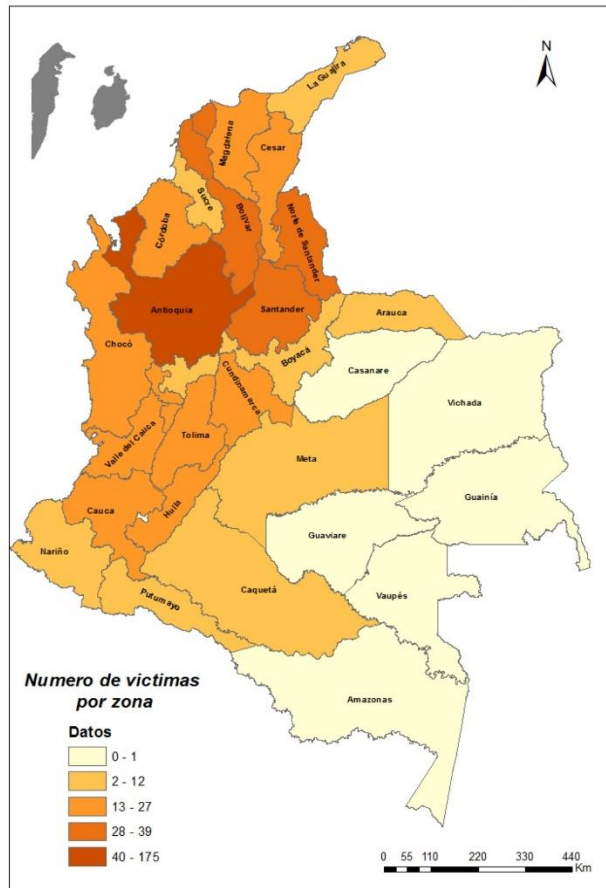 N
La Guajira
Magdalena
Cesar
Sucre
Córdoba
Bolívar
Norte de Santander
Antioquia
Santander
Arauca
Chocó
Boyacá
Casanare
Cundinamarca
Vichada
Valle del Cauca
Tolima
Meta
Guainía
Cauca
Huila
Guaviare
Nariño
Caquetá
Vaupés
Putumayo
Amazonas
Numero de victimas
por zona
Datos
0 - 1
2 - 12
13 - 27
28 - 39
40 - 175
0 55 110 220 330 440
Km